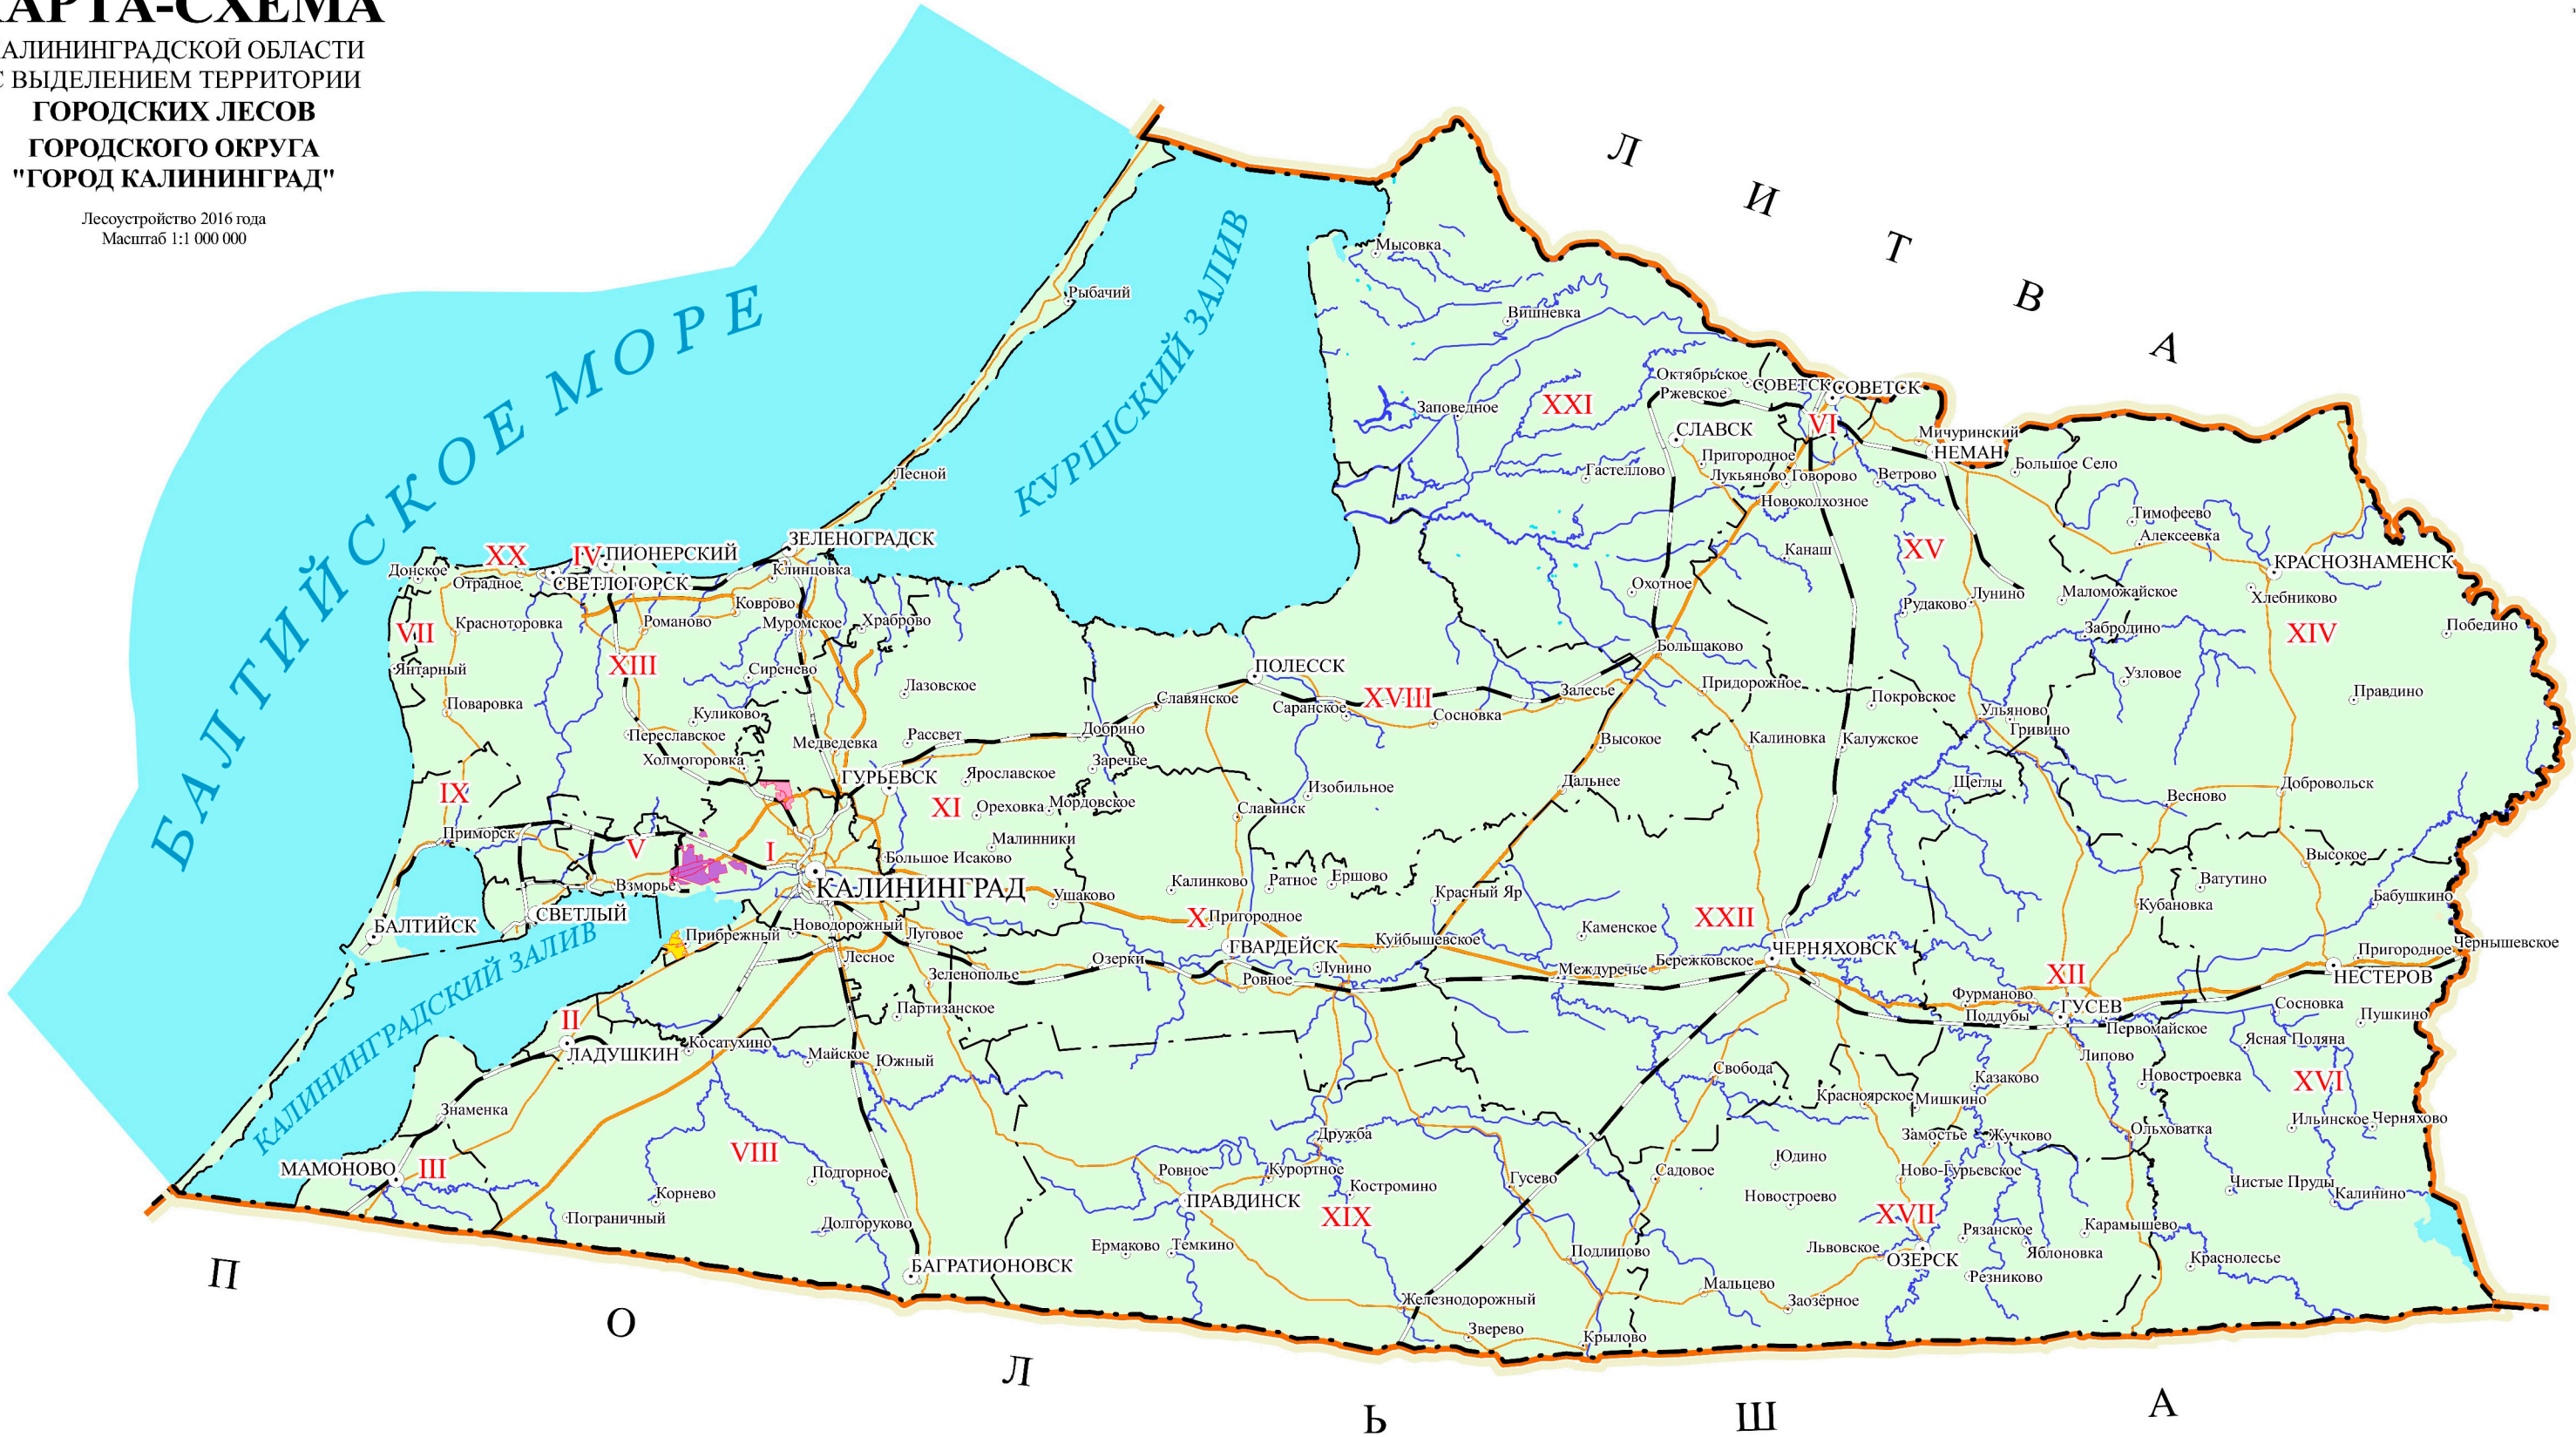 КАРТА-СХЕМА
КАЛИНИНГРАДСКОЙ ОБЛАСТИ
С ВЫДЕЛЕНИЕМ ТЕРРИТОРИИ
ГОРОДСКИХ ЛЕСОВ
ГОРОДСКОГО ОКРУГА
"ГОРОД КАЛИНИНГРАД"
Лесоустройство 2016 года
Масштаб 1:1 000 000
ЛИТВА
БАЛТИЙСКОЕ МОРЕ
КУРШСКИЙ ЗАЛИВ
КАЛИНИНГРАДСКИЙ ЗАЛИВ
Мысовка
Рыбачий
Вишневка
Октябрьское
СОВЕТСК
СОВЕТСК
Ржевское
Заповедное
XXI
VI
СЛАВСК
Мичуринский
НЕМАН
Пригородное
Большое Село
Гастеллово
Лукьяново
Говорово
Ветрово
Лесной
Новоколхозное
Тимофеево
Алексеевка
ЗЕЛЕНОГРАДСК
XX
IV
ПИОНЕРСКИЙ
Канаш
XV
КРАСНОЗНАМЕНСК
Донское
Отрадное
СВЕТЛОГОРСК
Клинцовка
Охотное
Рудаково
Лунино
Маломожайское
Хлебниково
Коврово
VII
Красноторовка
Романово
Муромское
Храброво
Забродино
XIV
Победино
Большаково
Янтарный
XIII
Сиренево
ПОЛЕССК
Узловое
Лазовское
Славянское
XVIII
Залесье
Придорожное
Покровское
Правдино
Поваровка
Куликово
Саранское
Сосновка
Ульяново
Гривино
Переславское
Медведевка
Рассвет
Добрино
Высокое
Калиновка
Калужское
Холмогоровка
Заречье
ГУРЬЕВСК
Ярославское
Дальнее
Щеглы
Добровольск
IX
XI
Ореховка
Мордовское
Изобильное
Славинск
Весново
Приморск
Малинники
V
I
Большое Исаково
Высокое
Взморье
КАЛИНИНГРАД
Калинково
Ратное
Ершово
Ушаково
Красный Яр
Ватутино
Бабушкино
Кубановка
БАЛТИЙСК
СВЕТЛЫЙ
X
Пригородное
XXII
Прибрежный
Новодорожный
Луговое
Каменское
ГВАРДЕЙСК
Куйбышевское
ЧЕРНЯХОВСК
Пригородное
Чернышевское
Лесное
Озерки
Лунино
Междуречье
Бережковское
Зеленополье
Ровное
XII
НЕСТЕРОВ
Партизанское
Фурманово
ГУСЕВ
Сосновка
II
Поддубы
Первомайское
Пушкино
ЛАДУШКИН
Косатухино
Майское
Южный
Липово
Ясная Поляна
Свобода
Казаково
Новостроевка
XVI
Знаменка
Красноярское
Мишкино
Ильинское
Черняхово
Дружба
Замостье
Жучково
Ольховатка
VIII
МАМОНОВО
III
Подгорное
Ровное
Курортное
Гусево
Садовое
Юдино
Ново-Гурьевское
Корнево
ПРАВДИНСК
Костромино
Новостроево
Чистые Пруды
Калинино
Пограничный
Долгоруково
XIX
XVII
Рязанское
Карамышево
Ермаково
Темкино
Подлипово
Львовское
Яблоновка
БАГРАТИОНОВСК
ОЗЕРСК
Краснолесье
Резниково
Мальцево
Железнодорожный
Заозёрное
Зверево
Крылово
ПОЛЬША